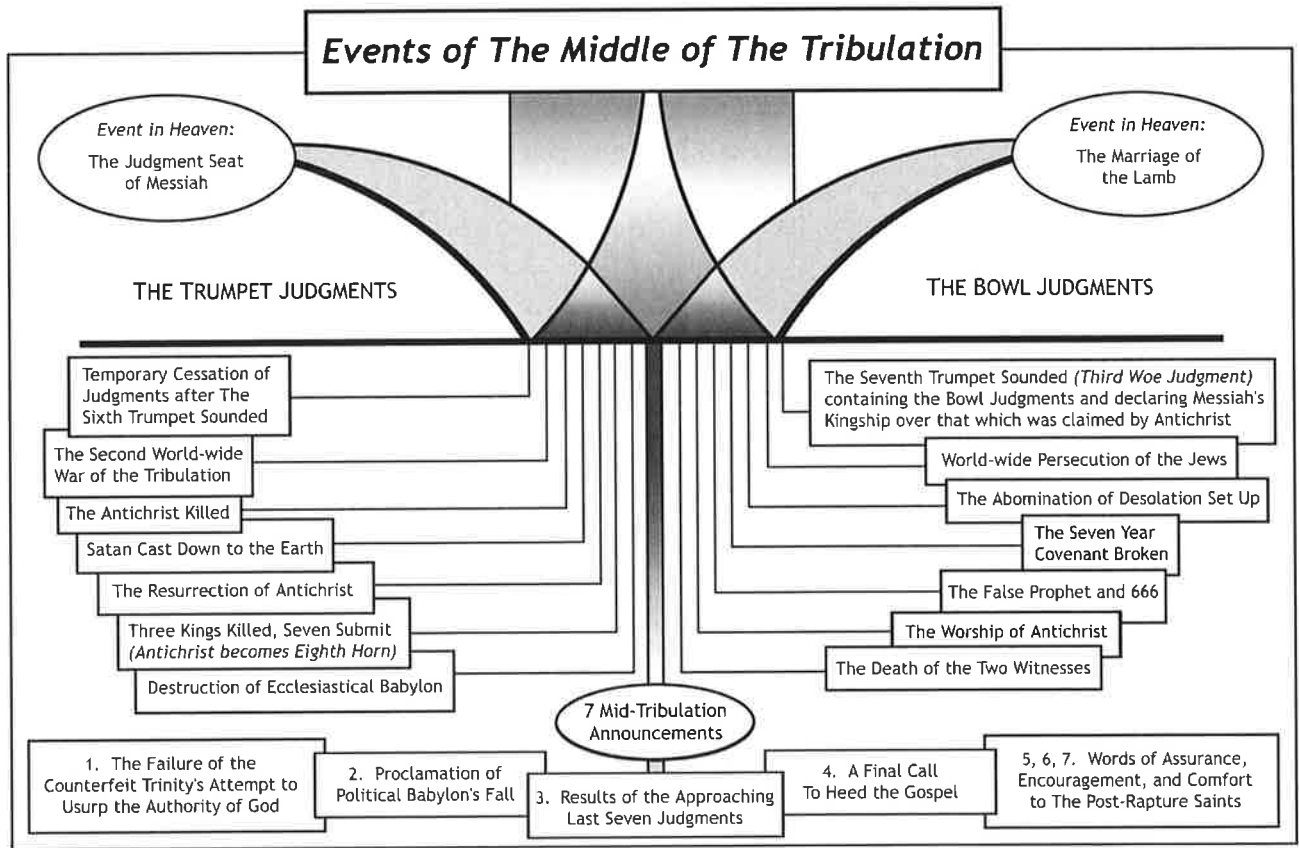 Events of The Middle of The Tribulation
Event in Heaven:
The Judgment Seat
of Messiah
Event in Heaven:
The Marriage of
the Lamb
THE TRUMPET JUDGMENTS
THE BOWL JUDGMENTS
Temporary Cessation of
Judgments after The
Sixth Trumpet Sounded
The Second World-wide
War of the Tribulation
The Antichrist Killed
Satan Cast Down to the Earth
The Resurrection of Antichrist
Three Kings Killed, Seven Submit
(Antichrist becomes Eighth Horn)
Destruction of Ecclesiastical Babylon
The Seventh Trumpet Sounded (Third Woe Judgment)
containing the Bowl Judgments and declaring Messiah's
Kingship over that which was claimed by Antichrist
World-wide Persecution of the Jews
The Abomination of Desolation Set Up
The Seven Year
Covenant Broken
The False Prophet and 666
The Worship of Antichrist
The Death of the Two Witnesses
7 Mid-Tribulation
Announcements
1. The Failure of the
Counterfeit Trinity's Attempt to
Usurp the Authority of God
2. Proclamation of
Political Babylon's Fall
3. Results of the Approaching
Last Seven Judgments
4. A Final Call
To Heed the Gospel
5, 6, 7. Words of Assurance,
Encouragement, and Comfort
to The Post-Rapture Saints